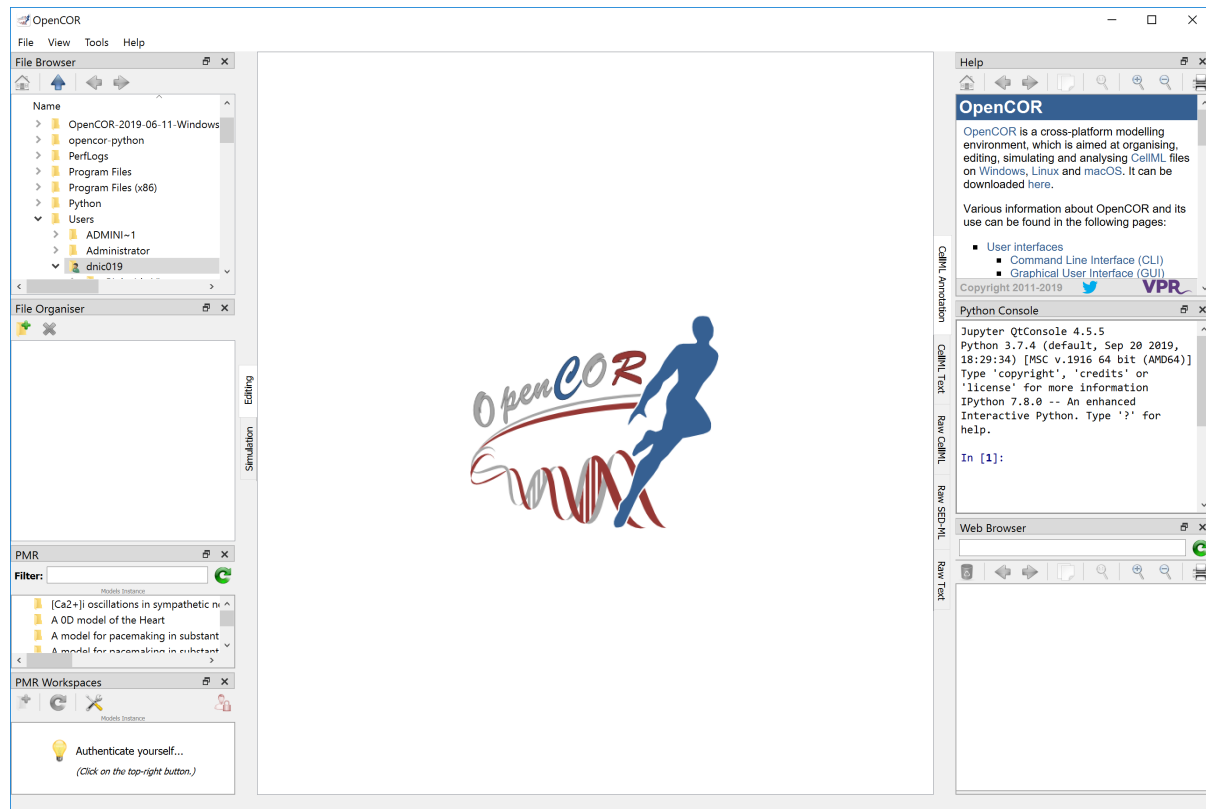 OpenCOR
File View Tools Help
File Browser
Name
OpenCOR-2019-06-11-Windows
opencor-python
PerfLogs
Program Files
Program Files (x86)
Python
Users
ADMINI~1
Administrator
dnic019
File Organiser
PMR
Filter:
Models Instance
[Ca2+]i oscillations in sympathetic
A 0D model of the Heart
A model for pacemaking in substant
A model for pacemaking in substant
PMR Workspaces
Models Instance
Authenticate yourself...
(Click on the top-right button.)
Editing
Simulation
OpenCOR
CellML Annotation
CellML Text
Raw CellML
Raw SED-ML
Raw Text
Help
OpenCOR
OpenCOR is a cross-platform modelling
environment, which is aimed at organising,
editing, simulating and analysing CellML files
on Windows, Linux and macOS. It can be
downloaded here.
Various information about OpenCOR and its
use can be found in the following pages:
User interfaces
Command Line Interface (CLI)
Graphical User Interface (GUI)
Copyright 2011-2019
VPR
Python Console
Jupyter QtConsole 4.5.5
Python 3.7.4 (default, Sep 20 2019,
18:29:34) [MSC v.1916 64 bit (AMD64)]
Type 'copyright', 'credits' or
'license' for more information
IPython 7.8.0 -- An enhanced
Interactive Python. Type '?' for
help.
In [1]:
Web Browser